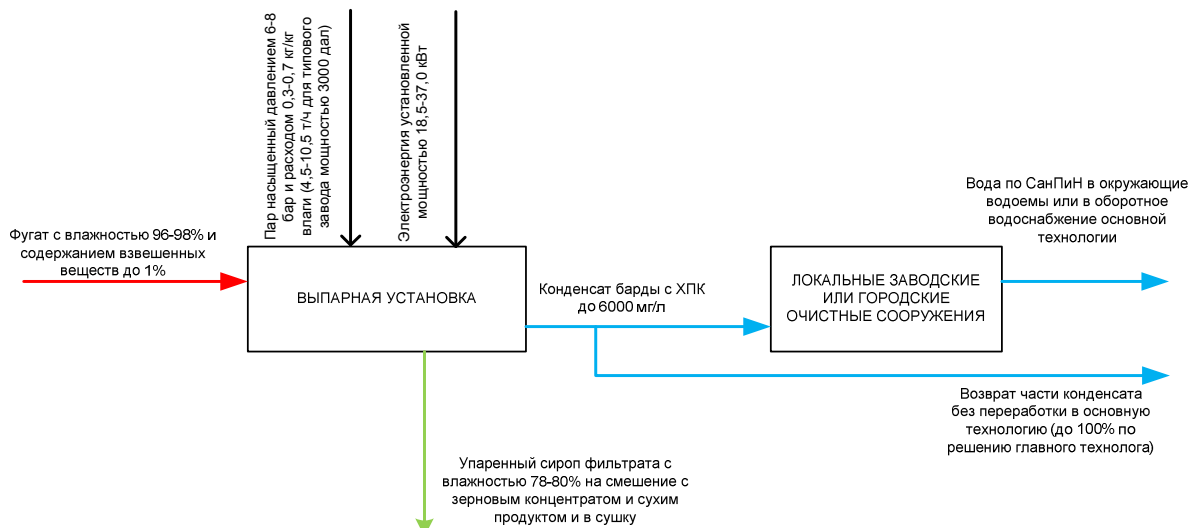 Пар насыщенный давлением 6-8
бар и расходом 0,3-0,7 кг/кг
влаги (4,5-10,5 т/ч для типового
завода мощностью 3000 дал)
Электроэнергия установленной
мощностью 18,5-37,0 кВт
Фугат с влажностью 96-98% и
содержанием взвешенных
веществ до 1%
ВЫПАРНАЯ УСТАНОВКА
Конденсат барды с ХПК
до 6000 мг/л
ЛОКАЛЬНЫЕ ЗАВОДСКИЕ
ИЛИ ГОРОДСКИЕ
ОЧИСТНЫЕ СООРУЖЕНИЯ
Вода по СанПиН в окружающие
водоемы или в оборотное
водоснабжение основной
технологии
Возврат части конденсата
без переработки в основную
технологию (до 100% по
решению главного технолога)
Упаренный сироп фильтрата с
влажностью 78-80% на смешение с
зерновым концентратом и сухим
продуктом и в сушку